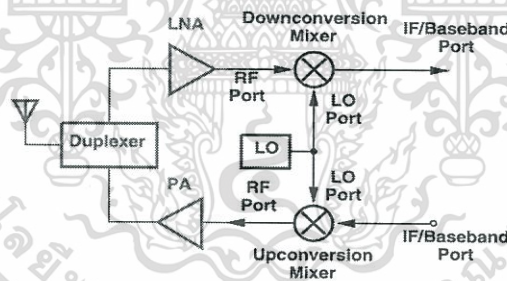 Downconversion
Mixer
LNA
IF/Baseband
Port
RF
Port
LO
Port
Duplexer
LO
LO
Port
PA
RF
Port
IF/Baseband
Port
Upconversion
Mixer